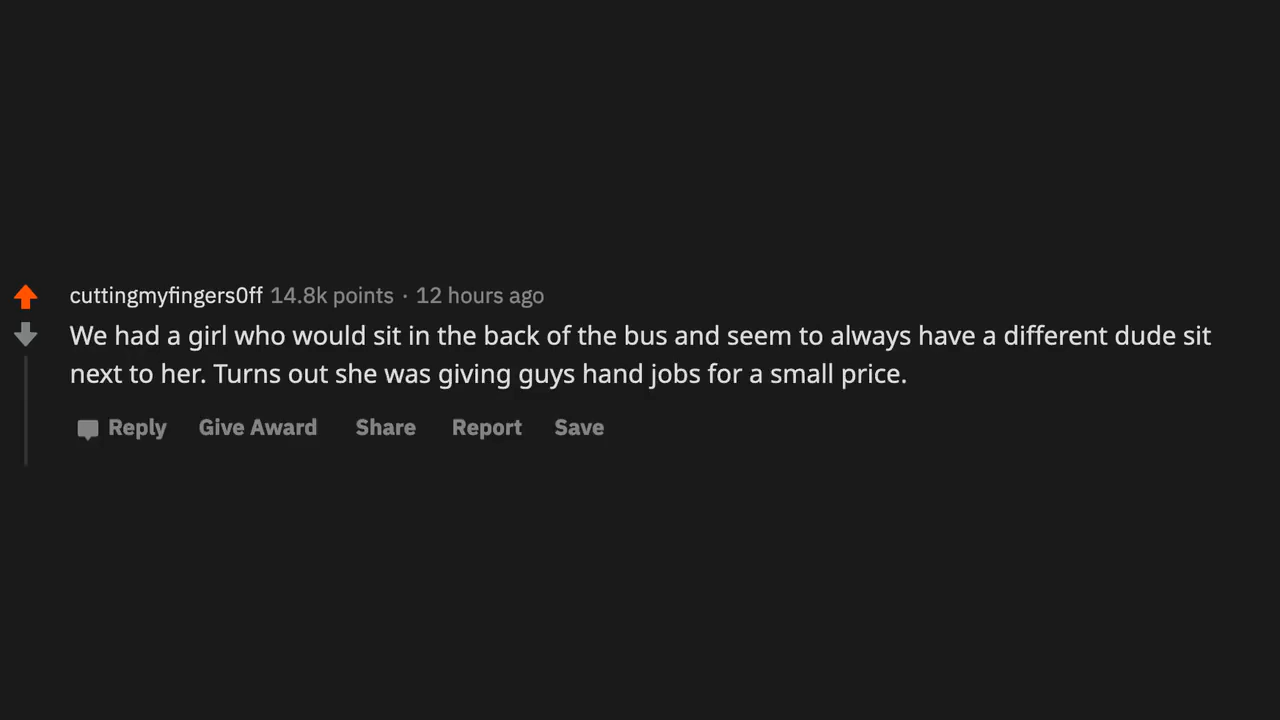 cuttingmyfingers0ff 14.8k points · 12 hours ago
We had a girl who would sit in the back of the bus and seem to always have a different dude sit
next to her. Turns out she was giving guys hand jobs for a small price.
Reply Give Award Share Report Save